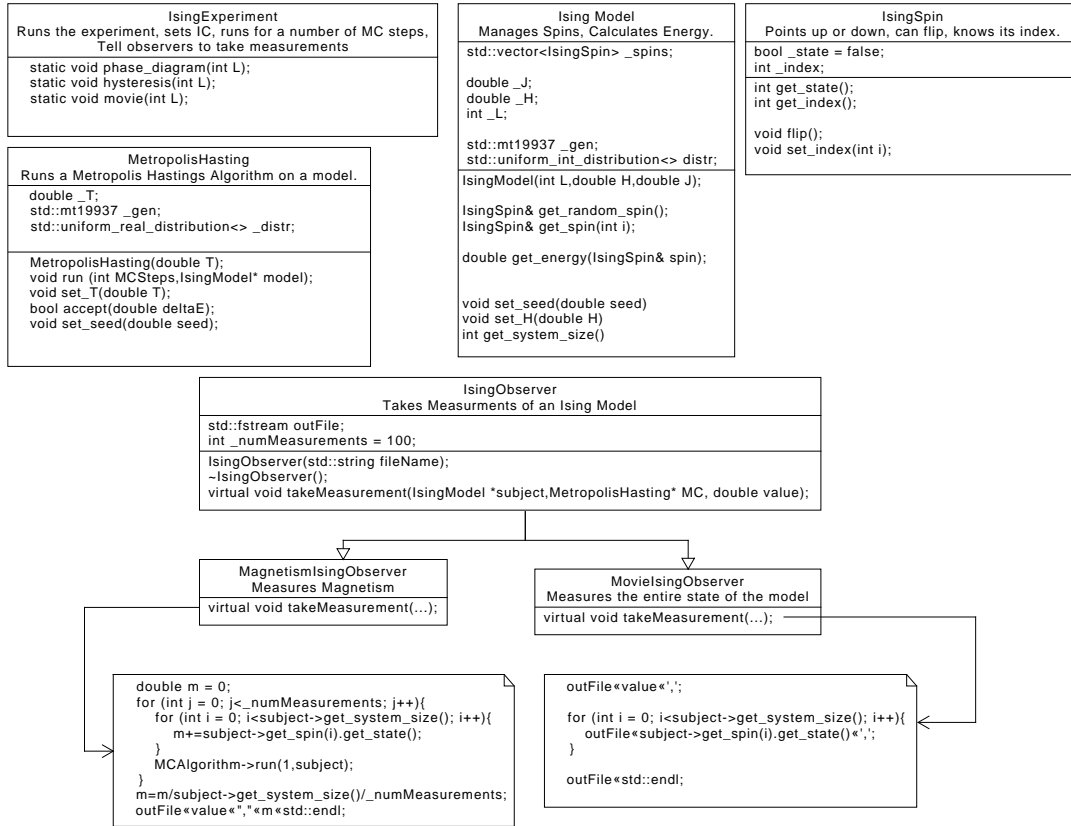 IsingExperiment
Runs the experiment, sets IC, runs for a number of MC steps,
Tell observers to take measurements
static void phase_diagram(int L);
static void hysteresis(int L);
static void movie(int L);
MetropolisHasting
Runs a Metropolis Hastings Algorithm on a model.
double _T;
std::mt19937 _gen;
std::uniform_real_distribution<> _distr;
MetropolisHasting(double T);
void run (int MCSteps,IsingModel* model);
void set_T(double T);
bool accept(double deltaE);
void set_seed(double seed);
Ising Model
Manages Spins, Calculates Energy.
std::vector<IsingSpin> _spins;
double _J;
double _H;
int _L;
std::mt19937 _gen;
std::uniform_int_distribution<> distr;
IsingModel(int L,double H,double J);
IsingSpin& get_random_spin();
IsingSpin& get_spin(int i);
double get_energy(IsingSpin& spin);
void set_seed(double seed)
void set_H(double H)
int get_system_size()
IsingSpin
Points up or down, can flip, knows its index.
bool _state = false;
int _index;
int get_state();
int get_index();
void flip();
void set_index(int i);
IsingObserver
Takes Measurments of an Ising Model
std::fstream outFile;
int _numMeasurements = 100;
IsingObserver(std::string fileName);
~IsingObserver();
virtual void takeMeasurement(IsingModel *subject,MetropolisHasting* MC, double value);
MagnetismIsingObserver
Measures Magnetism
virtual void takeMeasurement(...);
MovieIsingObserver
Measures the entire state of the model
virtual void takeMeasurement(...);
double m = 0;
for (int j = 0; j<_numMeasurements; j++){
for (int i = 0; i<subject->get_system_size(); i++){
m+=subject->get_spin(i).get_state();
}
MCAlgorithm->run(1,subject);
}
m=m/subject->get_system_size()/_numMeasurements;
outFile«value«","«m«std::endl;
outFile«value«',';
for (int i = 0; i<subject->get_system_size(); i++){
outFile«subject->get_spin(i).get_state()«',';
}
outFile«std::endl;